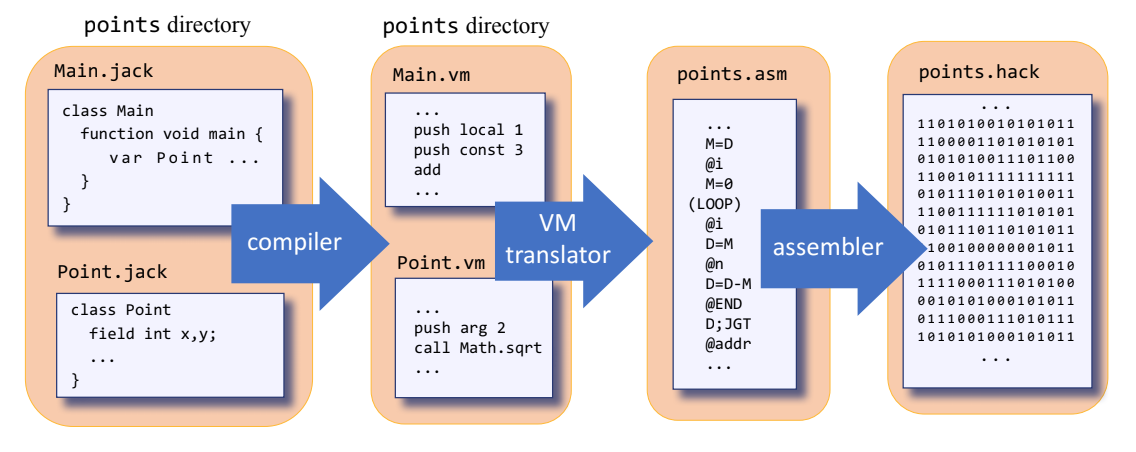 points directory
Main.jack
class Main
function void main {
var Point ...
}
}
Point.jack
class Point
field int x,y;
...
}
compiler
points directory
Main.vm
...
push local 1
push const 3
add
...
Point.vm
...
push arg 2
call Math.sqrt
...
VM
translator
points.asm
...
M=D
@i
M=0
(LOOP)
@i
D=M
@n
D=D-M
@END
D;JGT
@addr
...
assembler
points.hack
...
1101010010101011
1100001101010101
0101010011101100
1100101111111111
0101110101010011
1100111111010101
0101110110101011
100100000001011
0101110111100010
1111000111010100
0010101000101011
0111000111010111
1010101000101011
...